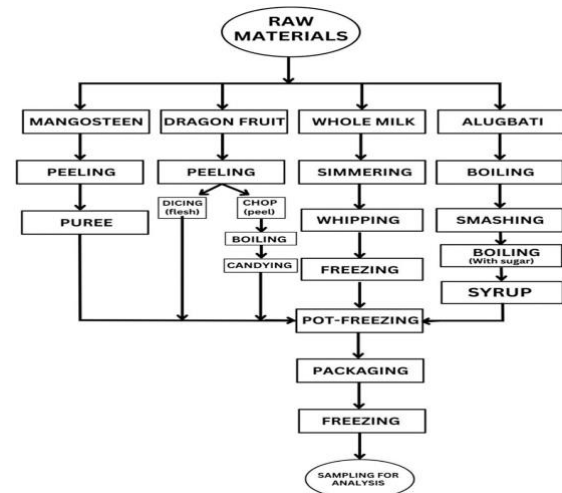 RAW
MATERIALS
MANGOSTEEN
DRAGON FRUIT
WHOLE MILK
ALUGBATI
PEELING
PEELING
SIMMERING
BOILING
PUREE
DICING
(flesh)
CHOP
(peel)
WHIPPING
SMASHING
BOILING
BOILING
(With sugar)
CANDYING
FREEZING
SYRUP
POT-FREEZING
PACKAGING
FREEZING
SAMPLING FOR
ANALYSIS